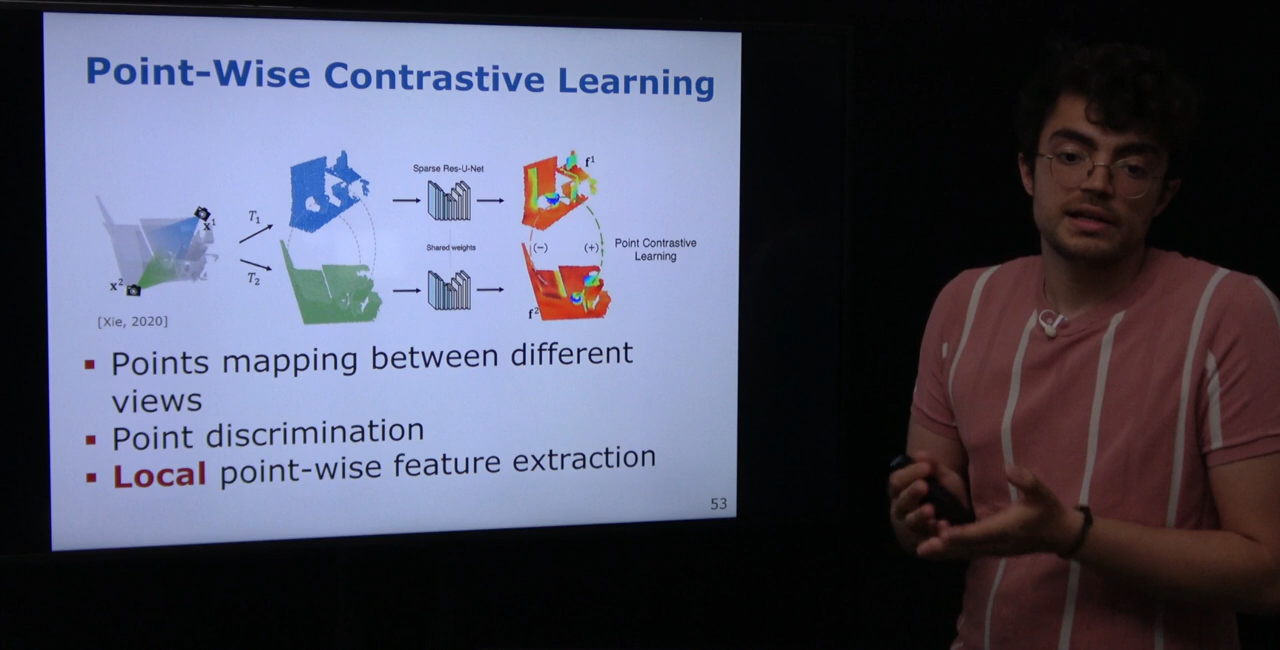 Point-Wise Contrastive Learning
Sparse Res-U-Net
f¹
x¹
T₁
(−) (+) Point Contrastive
Shared weights
Learning
T₂
x²
f²
[Xie, 2020]
▪ Points mapping between different
views
▪ Point discrimination
▪ Local point-wise feature extraction
53